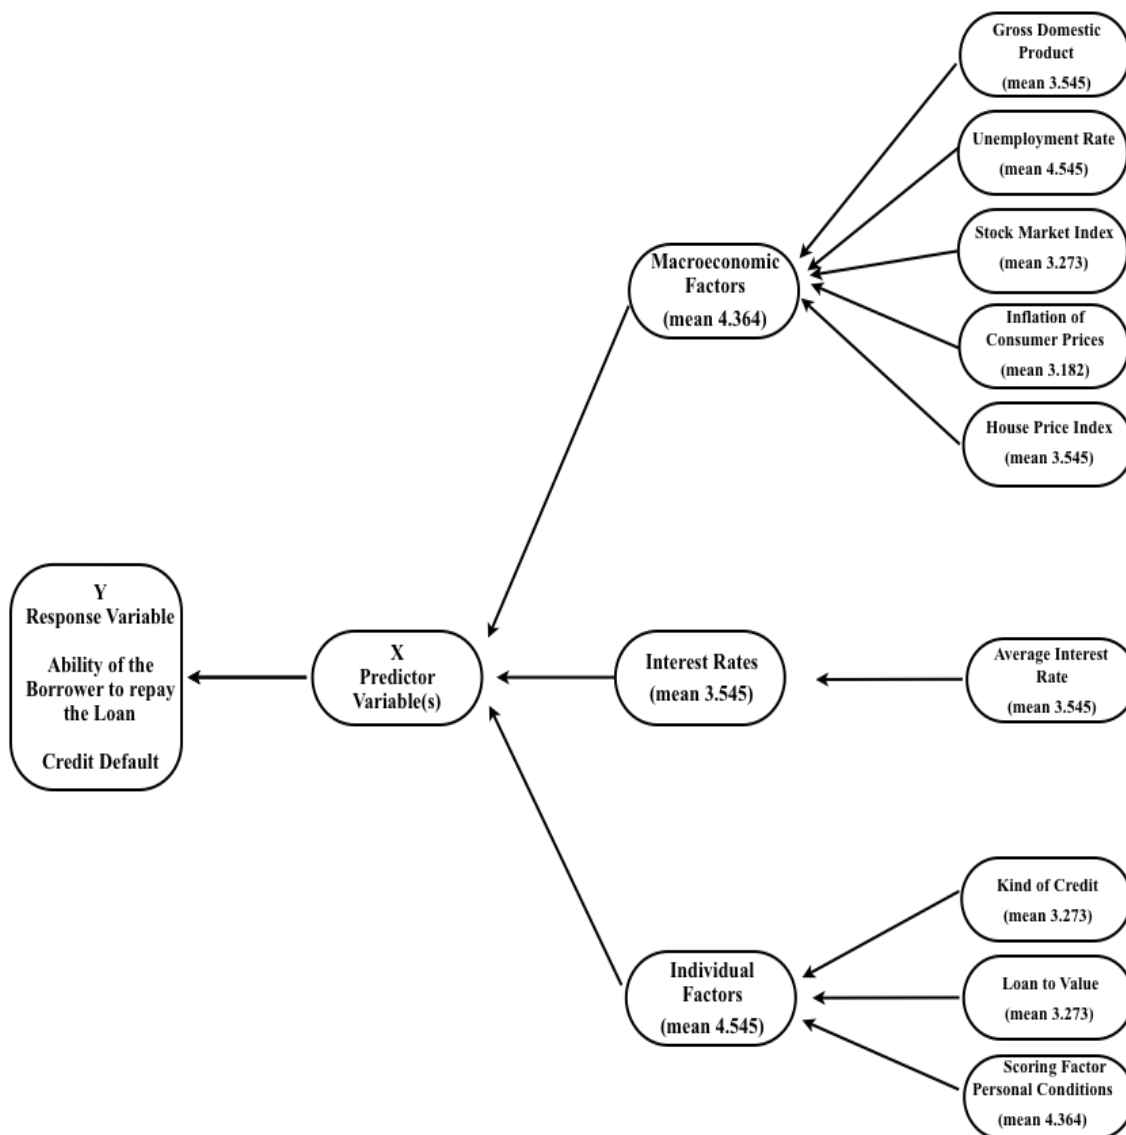 Gross Domestic
Product
(mean 3.545)
Unemployment Rate
(mean 4.545)
Stock Market Index
(mean 3.273)
Inflation of
Consumer Prices
(mean 3.182)
House Price Index
(mean 3.545)
Macroeconomic
Factors
(mean 4.364)
Y
Response Variable
Ability of the
Borrower to repay
the Loan
Credit Default
X
Predictor
Variable(s)
Interest Rates
(mean 3.545)
Average Interest
Rate
(mean 3.545)
Individual
Factors
(mean 4.545)
Kind of Credit
(mean 3.273)
Loan to Value
(mean 3.273)
Scoring Factor
Personal Conditions
(mean 4.364)